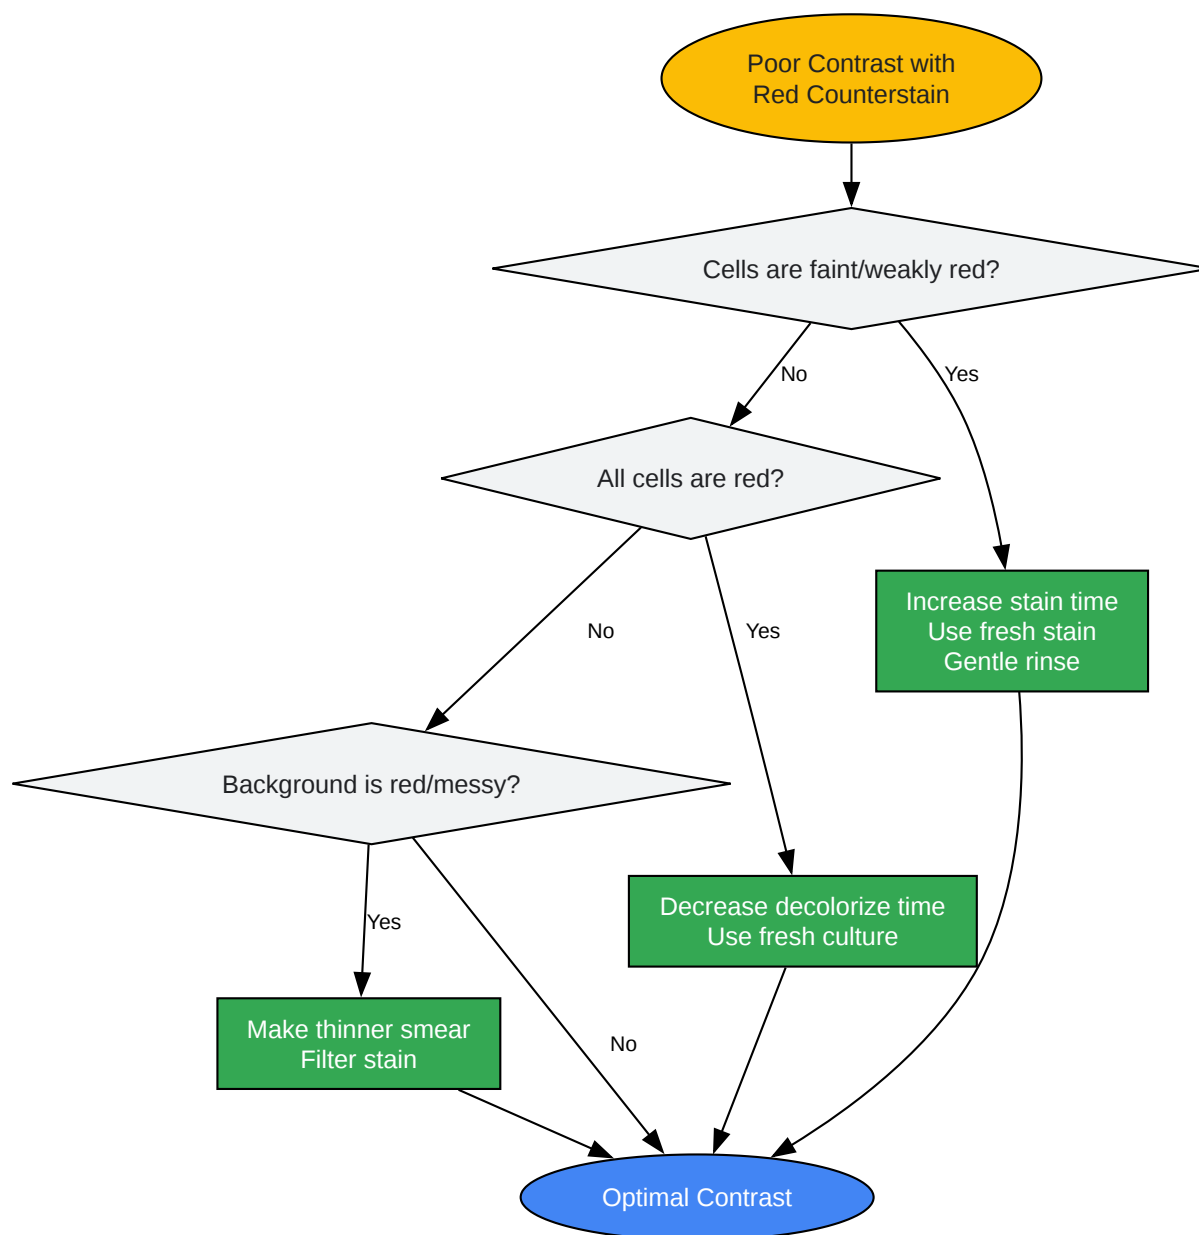 Poor Contrast with
Red Counterstain
Cells are faint/weakly red?
No
Yes
All cells are red?
No
Yes
Increase stain time
Use fresh stain
Gentle rinse
Background is red/messy?
Yes
No
Decrease decolorize time
Use fresh culture
Make thinner smear
Filter stain
Optimal Contrast